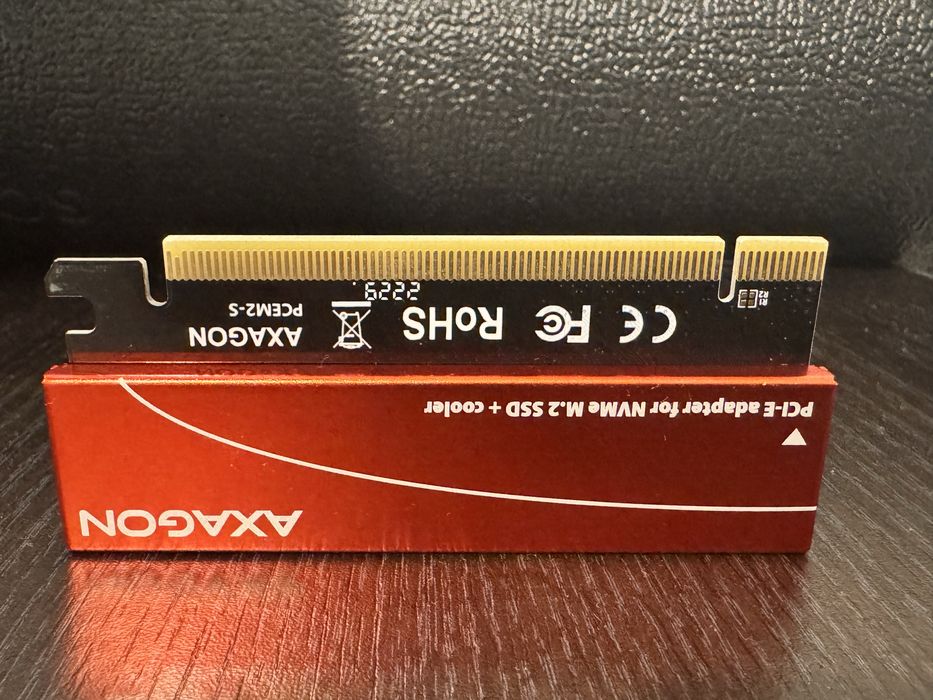 AXAGON
PCI-E adapter for NVMe M.2 SSD + cooler
CE FC RoHS
AXAGON
PCEM2-S
2229
R1
R2